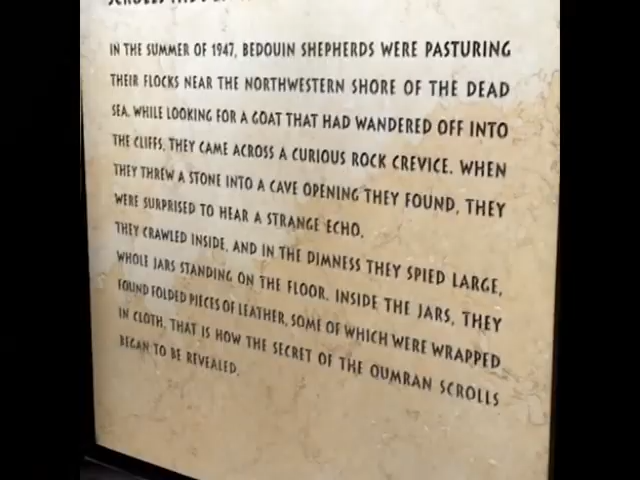 SCROLLS
IN THE SUMMER OF 1947, BEDOUIN SHEPHERDS WERE PASTURING
THEIR FLOCKS NEAR THE NORTHWESTERN SHORE OF THE DEAD
SEA. WHILE LOOKING FOR A GOAT THAT HAD WANDERED OFF INTO
THE CLIFFS, THEY CAME ACROSS A CURIOUS ROCK CREVICE. WHEN
THEY THREW A STONE INTO A CAVE OPENING THEY FOUND, THEY
WERE SURPRISED TO HEAR A STRANGE ECHO.
THEY CRAWLED INSIDE, AND IN THE DIMNESS THEY SPIED LARGE,
WHOLE JARS STANDING ON THE FLOOR. INSIDE THE JARS, THEY
FOUND FOLDED PIECES OF LEATHER, SOME OF WHICH WERE WRAPPED
IN CLOTH, THAT IS HOW THE SECRET OF THE QUMRAN SCROLLS
BEGAN TO BE REVEALED.